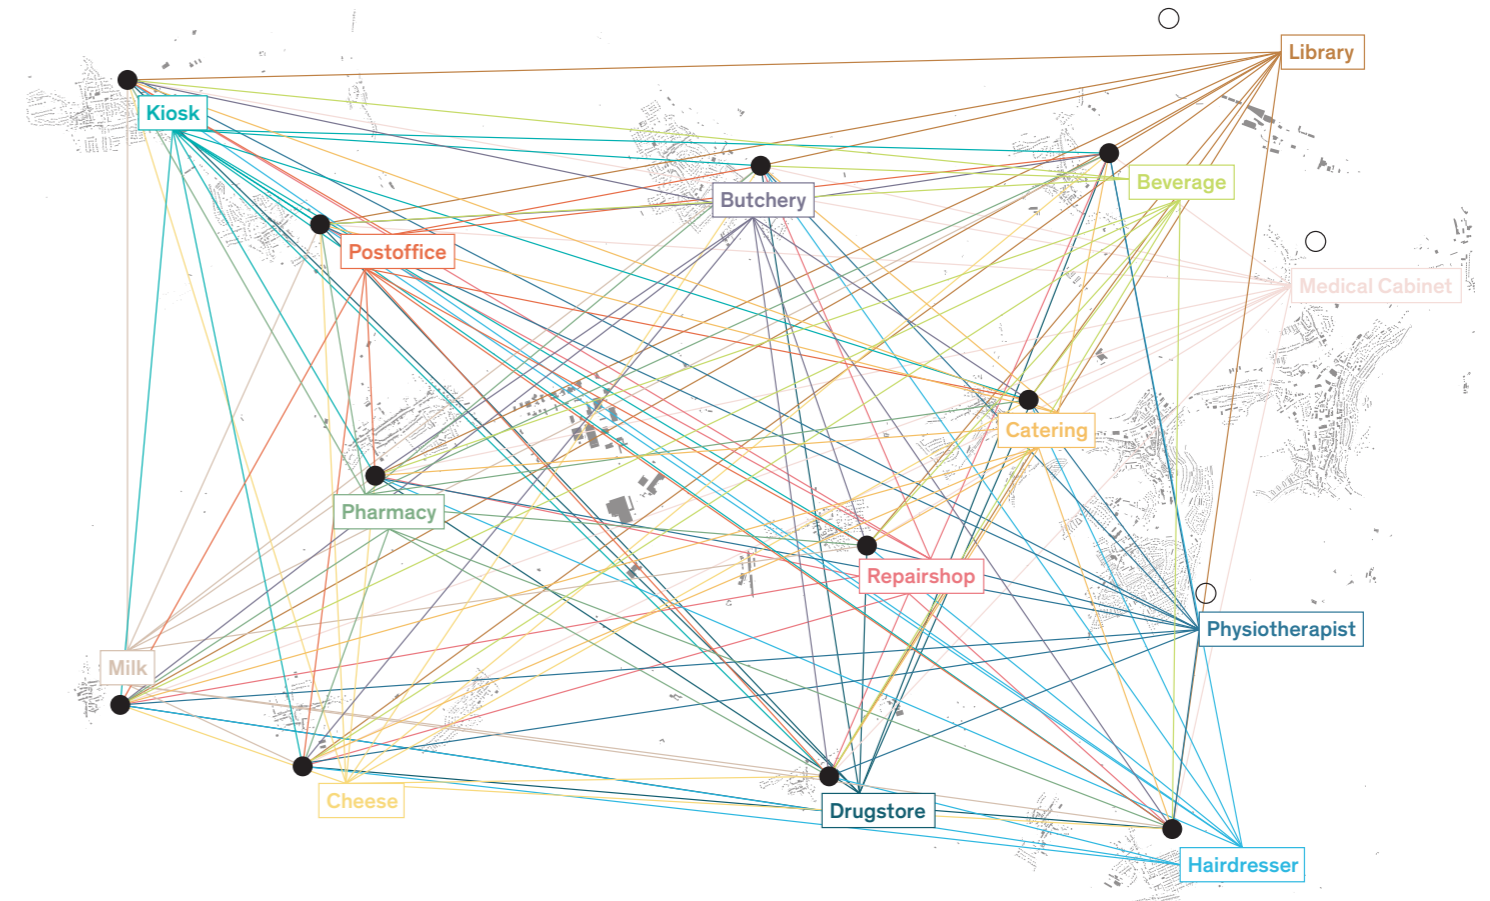 Library
Kiosk
Beverage
Butchery
Postoffice
Medical Cabinet
Catering
Pharmacy
Repairshop
Physiotherapist
Milk
Cheese
Drugstore
Hairdresser